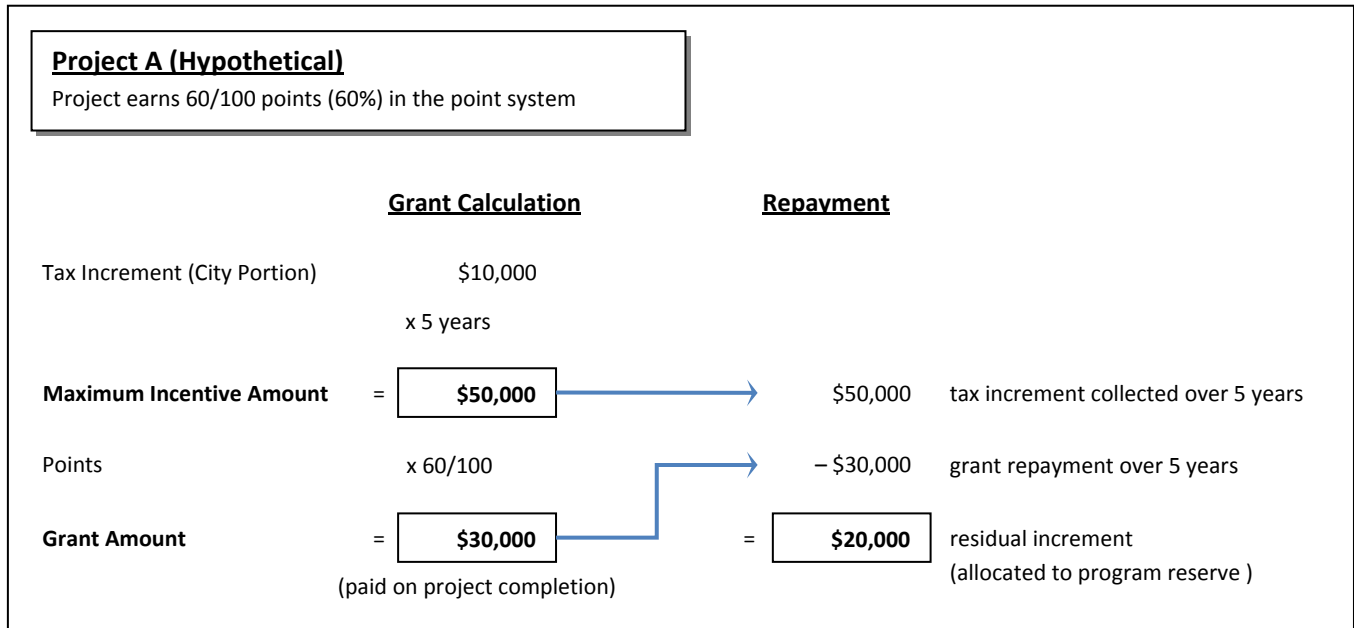 Project A (Hypothetical)
Project earns 60/100 points (60%) in the point system
Grant Calculation Repayment
Tax Increment (City Portion) $10,000
x 5 years
Maximum Incentive Amount = $50,000 $50,000 tax increment collected over 5 years
Points x 60/100 – $30,000 grant repayment over 5 years
Grant Amount = $30,000 = $20,000 residual increment
(paid on project completion) (allocated to program reserve )